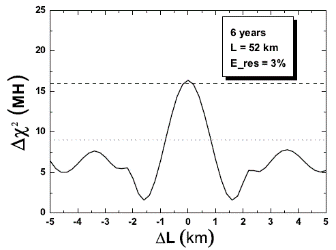 25
20
15
10
5
0
6 years
L = 52 km
E_res = 3%
Δχ² (MH)
-5 -4 -3 -2 -1 0 1 2 3 4 5
ΔL (km)